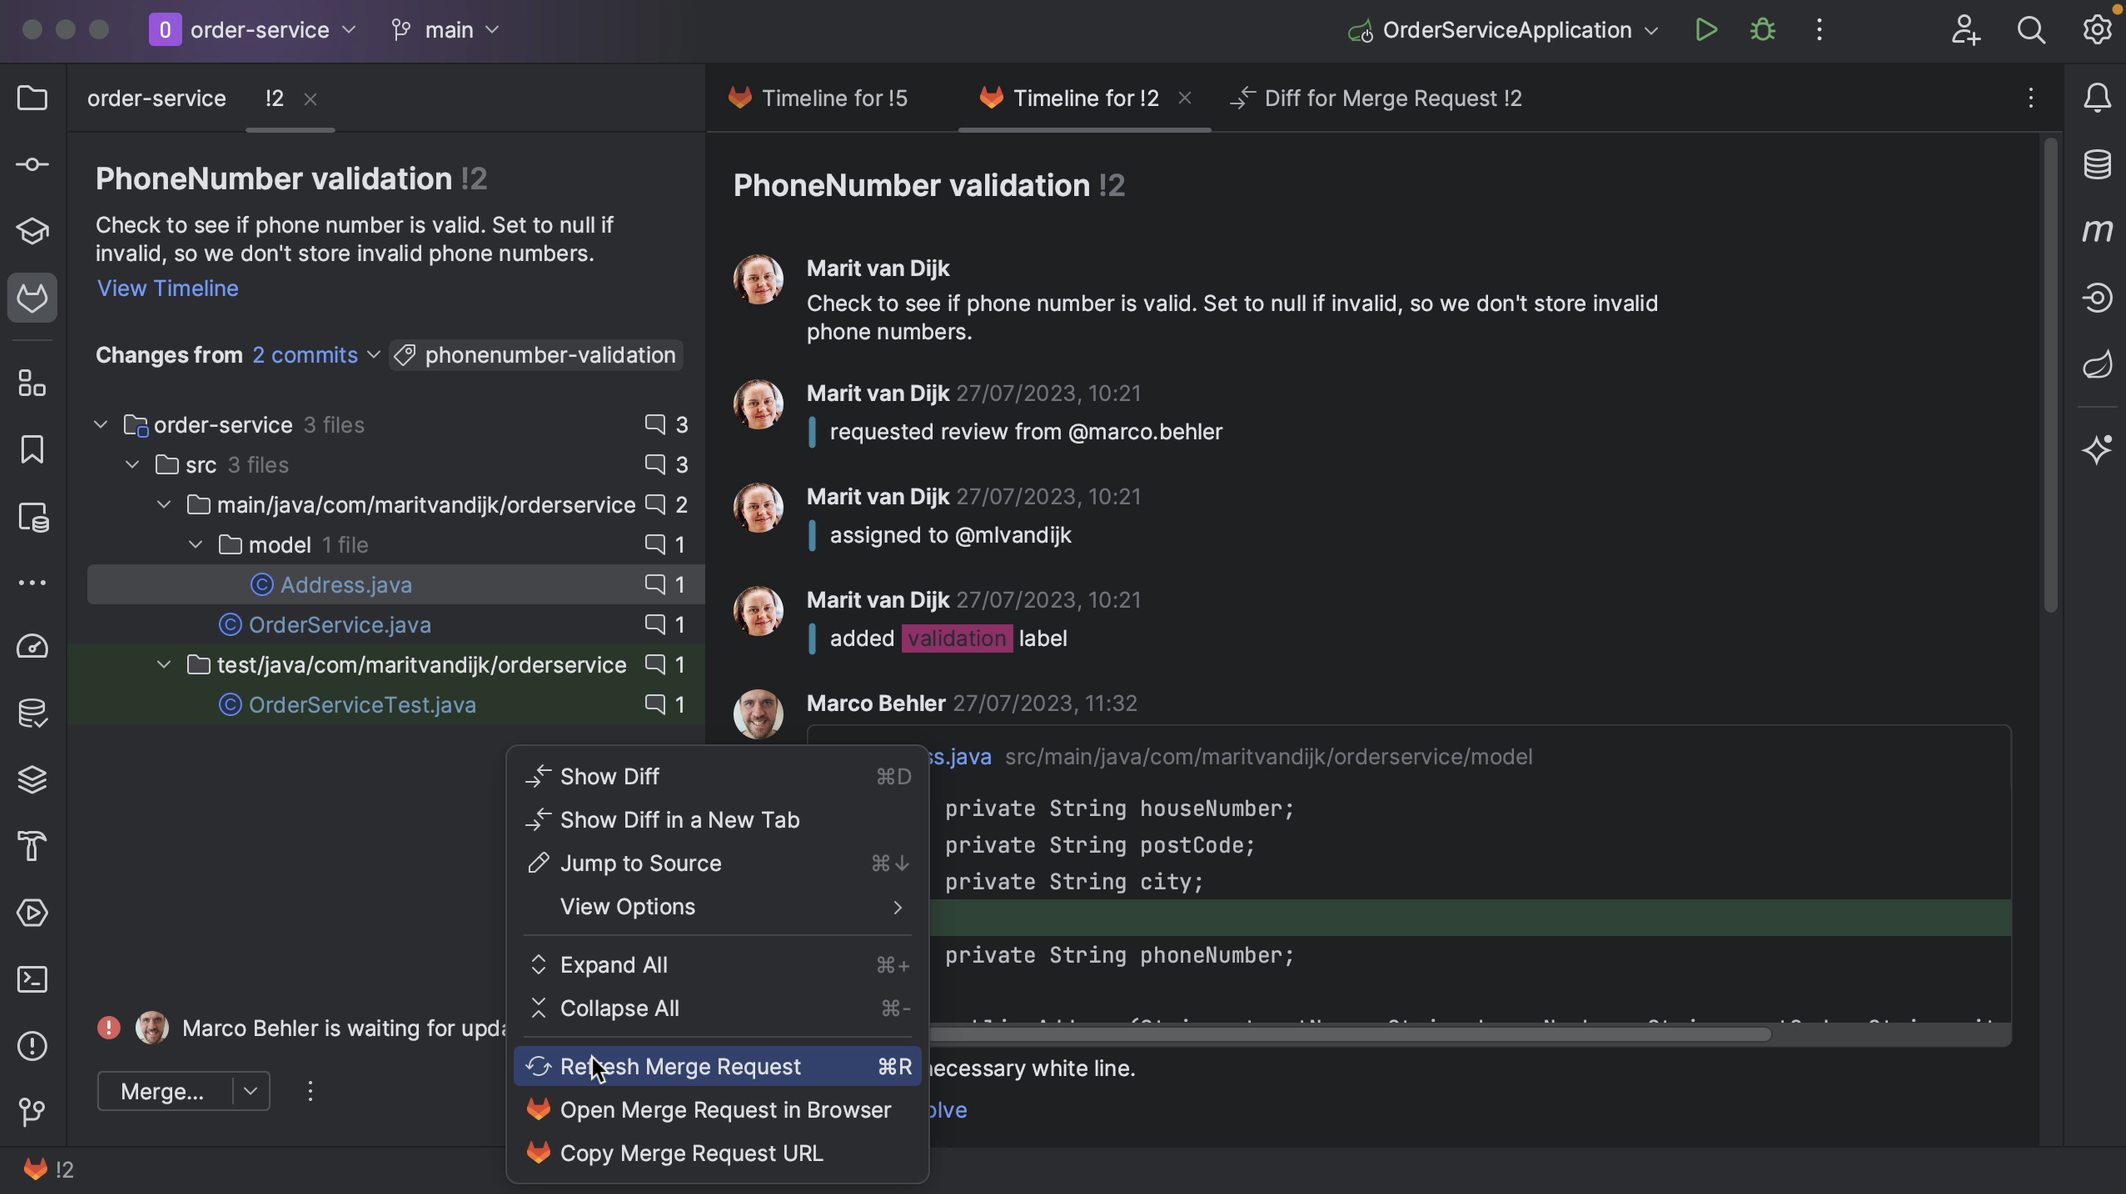 0 order-service main
OrderServiceApplication
order-service !2
Timeline for !5 Timeline for !2 Diff for Merge Request !2
PhoneNumber validation !2
Check to see if phone number is valid. Set to null if
invalid, so we don't store invalid phone numbers.
View Timeline
Changes from 2 commits phonenumber-validation
order-service 3 files 3
src 3 files 3
main/java/com/maritvandijk/orderservice 2
model 1 file 1
Address.java 1
OrderService.java 1
test/java/com/maritvandijk/orderservice 1
OrderServiceTest.java 1
Marco Behler is waiting for
Merge...
!2
PhoneNumber validation !2
Marit van Dijk
Check to see if phone number is valid. Set to null if invalid, so we don't store invalid
phone numbers.
Marit van Dijk 27/07/2023, 10:21
requested review from @marco.behler
Marit van Dijk 27/07/2023, 10:21
assigned to @mlvandijk
Marit van Dijk 27/07/2023, 10:21
added validation label
Marco Behler 27/07/2023, 11:32
ss.java src/main/java/com/maritvandijk/orderservice/model
private String houseNumber;
private String postCode;
private String city;
private String phoneNumber;
necessary white line.
olve
Show Diff ⌘D
Show Diff in a New Tab
Jump to Source ⌘↓
View Options
Expand All ⌘+
Collapse All ⌘-
Refresh Merge Request ⌘R
Open Merge Request in Browser
Copy Merge Request URL
m